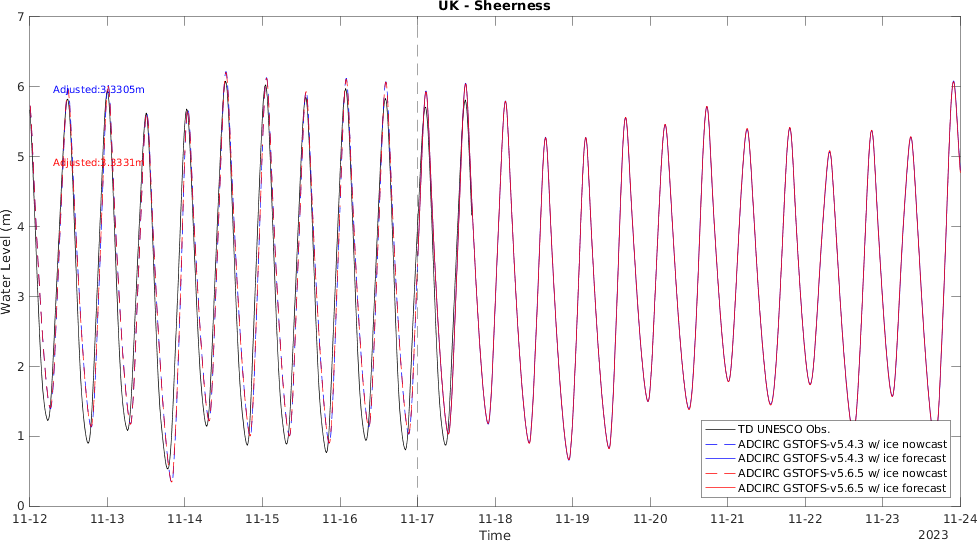 UK - Sheerness
7
6
5
4
3
2
1
0
Water Level (m)
Adjusted:3.3305m
Adjusted:3.3331m
TD UNESCO Obs.
ADCIRC GSTOFS-v5.4.3 w/ ice nowcast
ADCIRC GSTOFS-v5.4.3 w/ ice forecast
ADCIRC GSTOFS-v5.6.5 w/ ice nowcast
ADCIRC GSTOFS-v5.6.5 w/ ice forecast
11-12 11-13 11-14 11-15 11-16 11-17 11-18 11-19 11-20 11-21 11-22 11-23 11-24
Time
2023